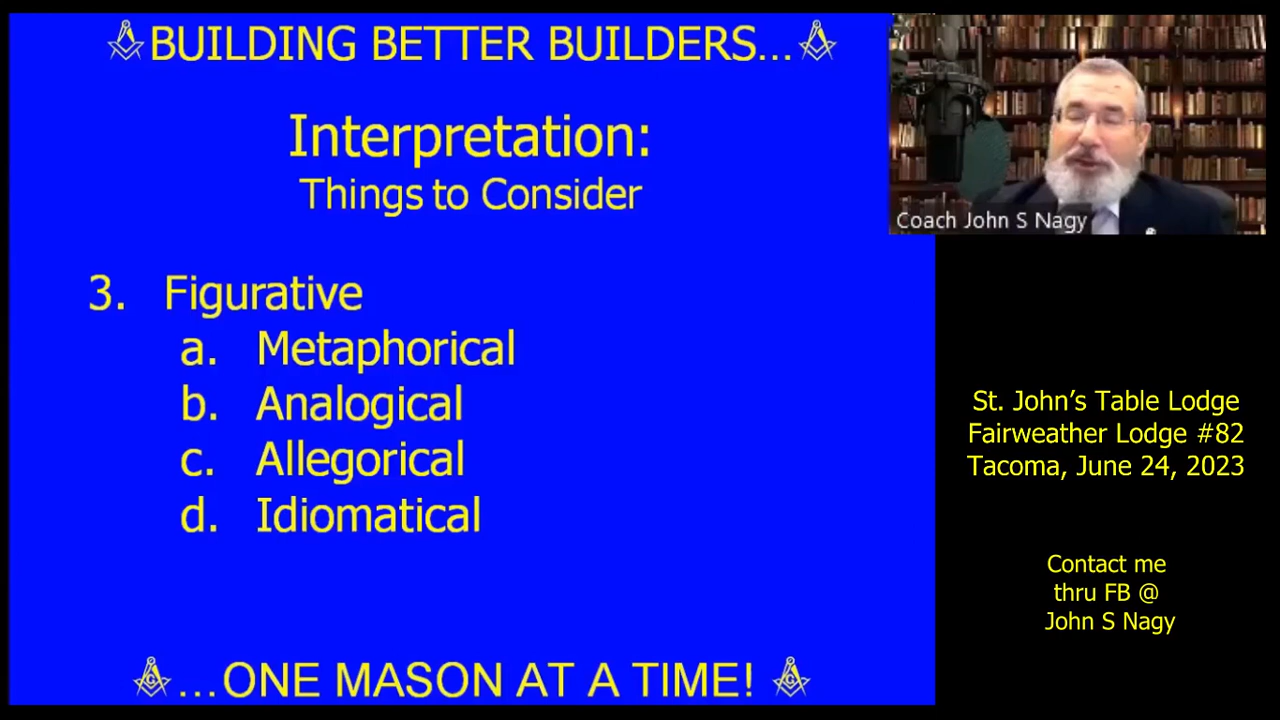 BUILDING BETTER BUILDERS...
Interpretation:
Things to Consider
3. Figurative
a. Metaphorical
b. Analogical
c. Allegorical
d. Idiomatical
...ONE MASON AT A TIME!
Coach John S Nagy
St. John’s Table Lodge
Fairweather Lodge #82
Tacoma, June 24, 2023
Contact me
thru FB @
John S Nagy